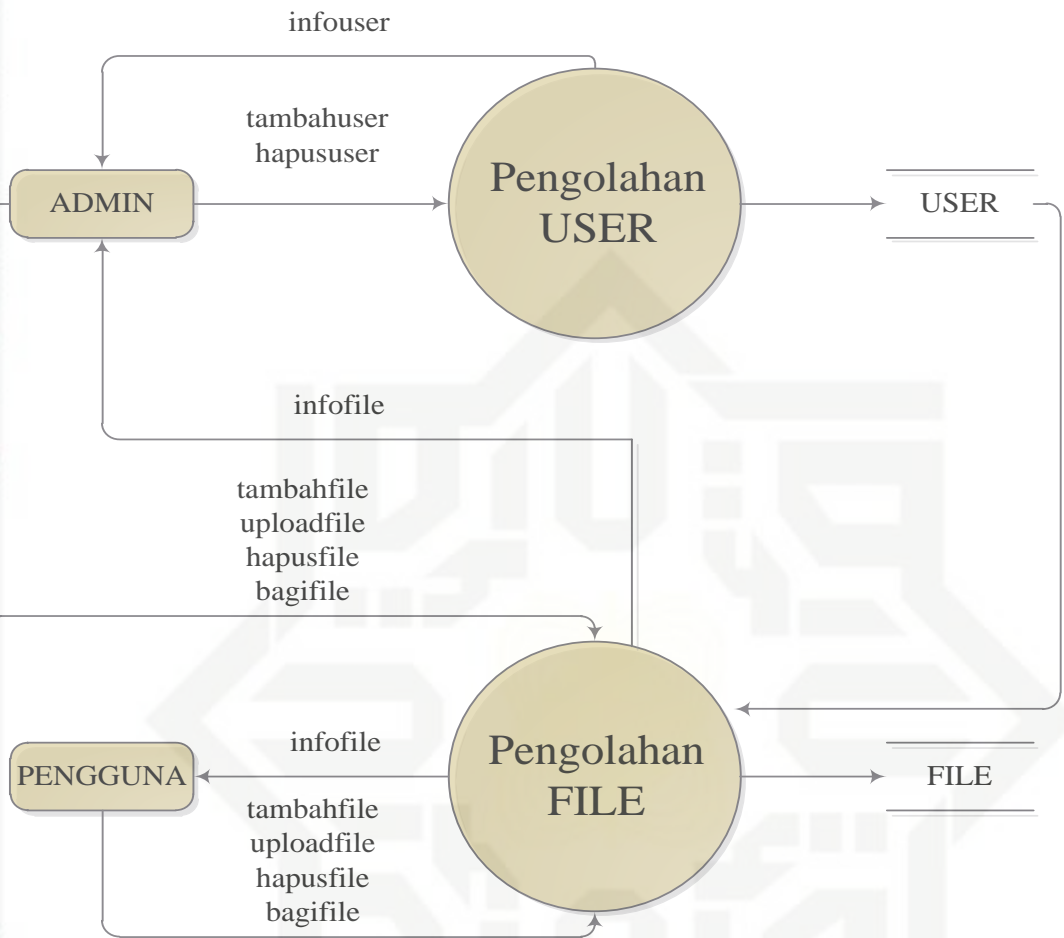 infouser
tambahuser
hapususer
ADMIN
Pengolahan
USER
USER
infofile
tambahfile
uploadfile
hapusfile
bagifile
infofile
PENGGUNA
Pengolahan
FILE
FILE
tambahfile
uploadfile
hapusfile
bagifile